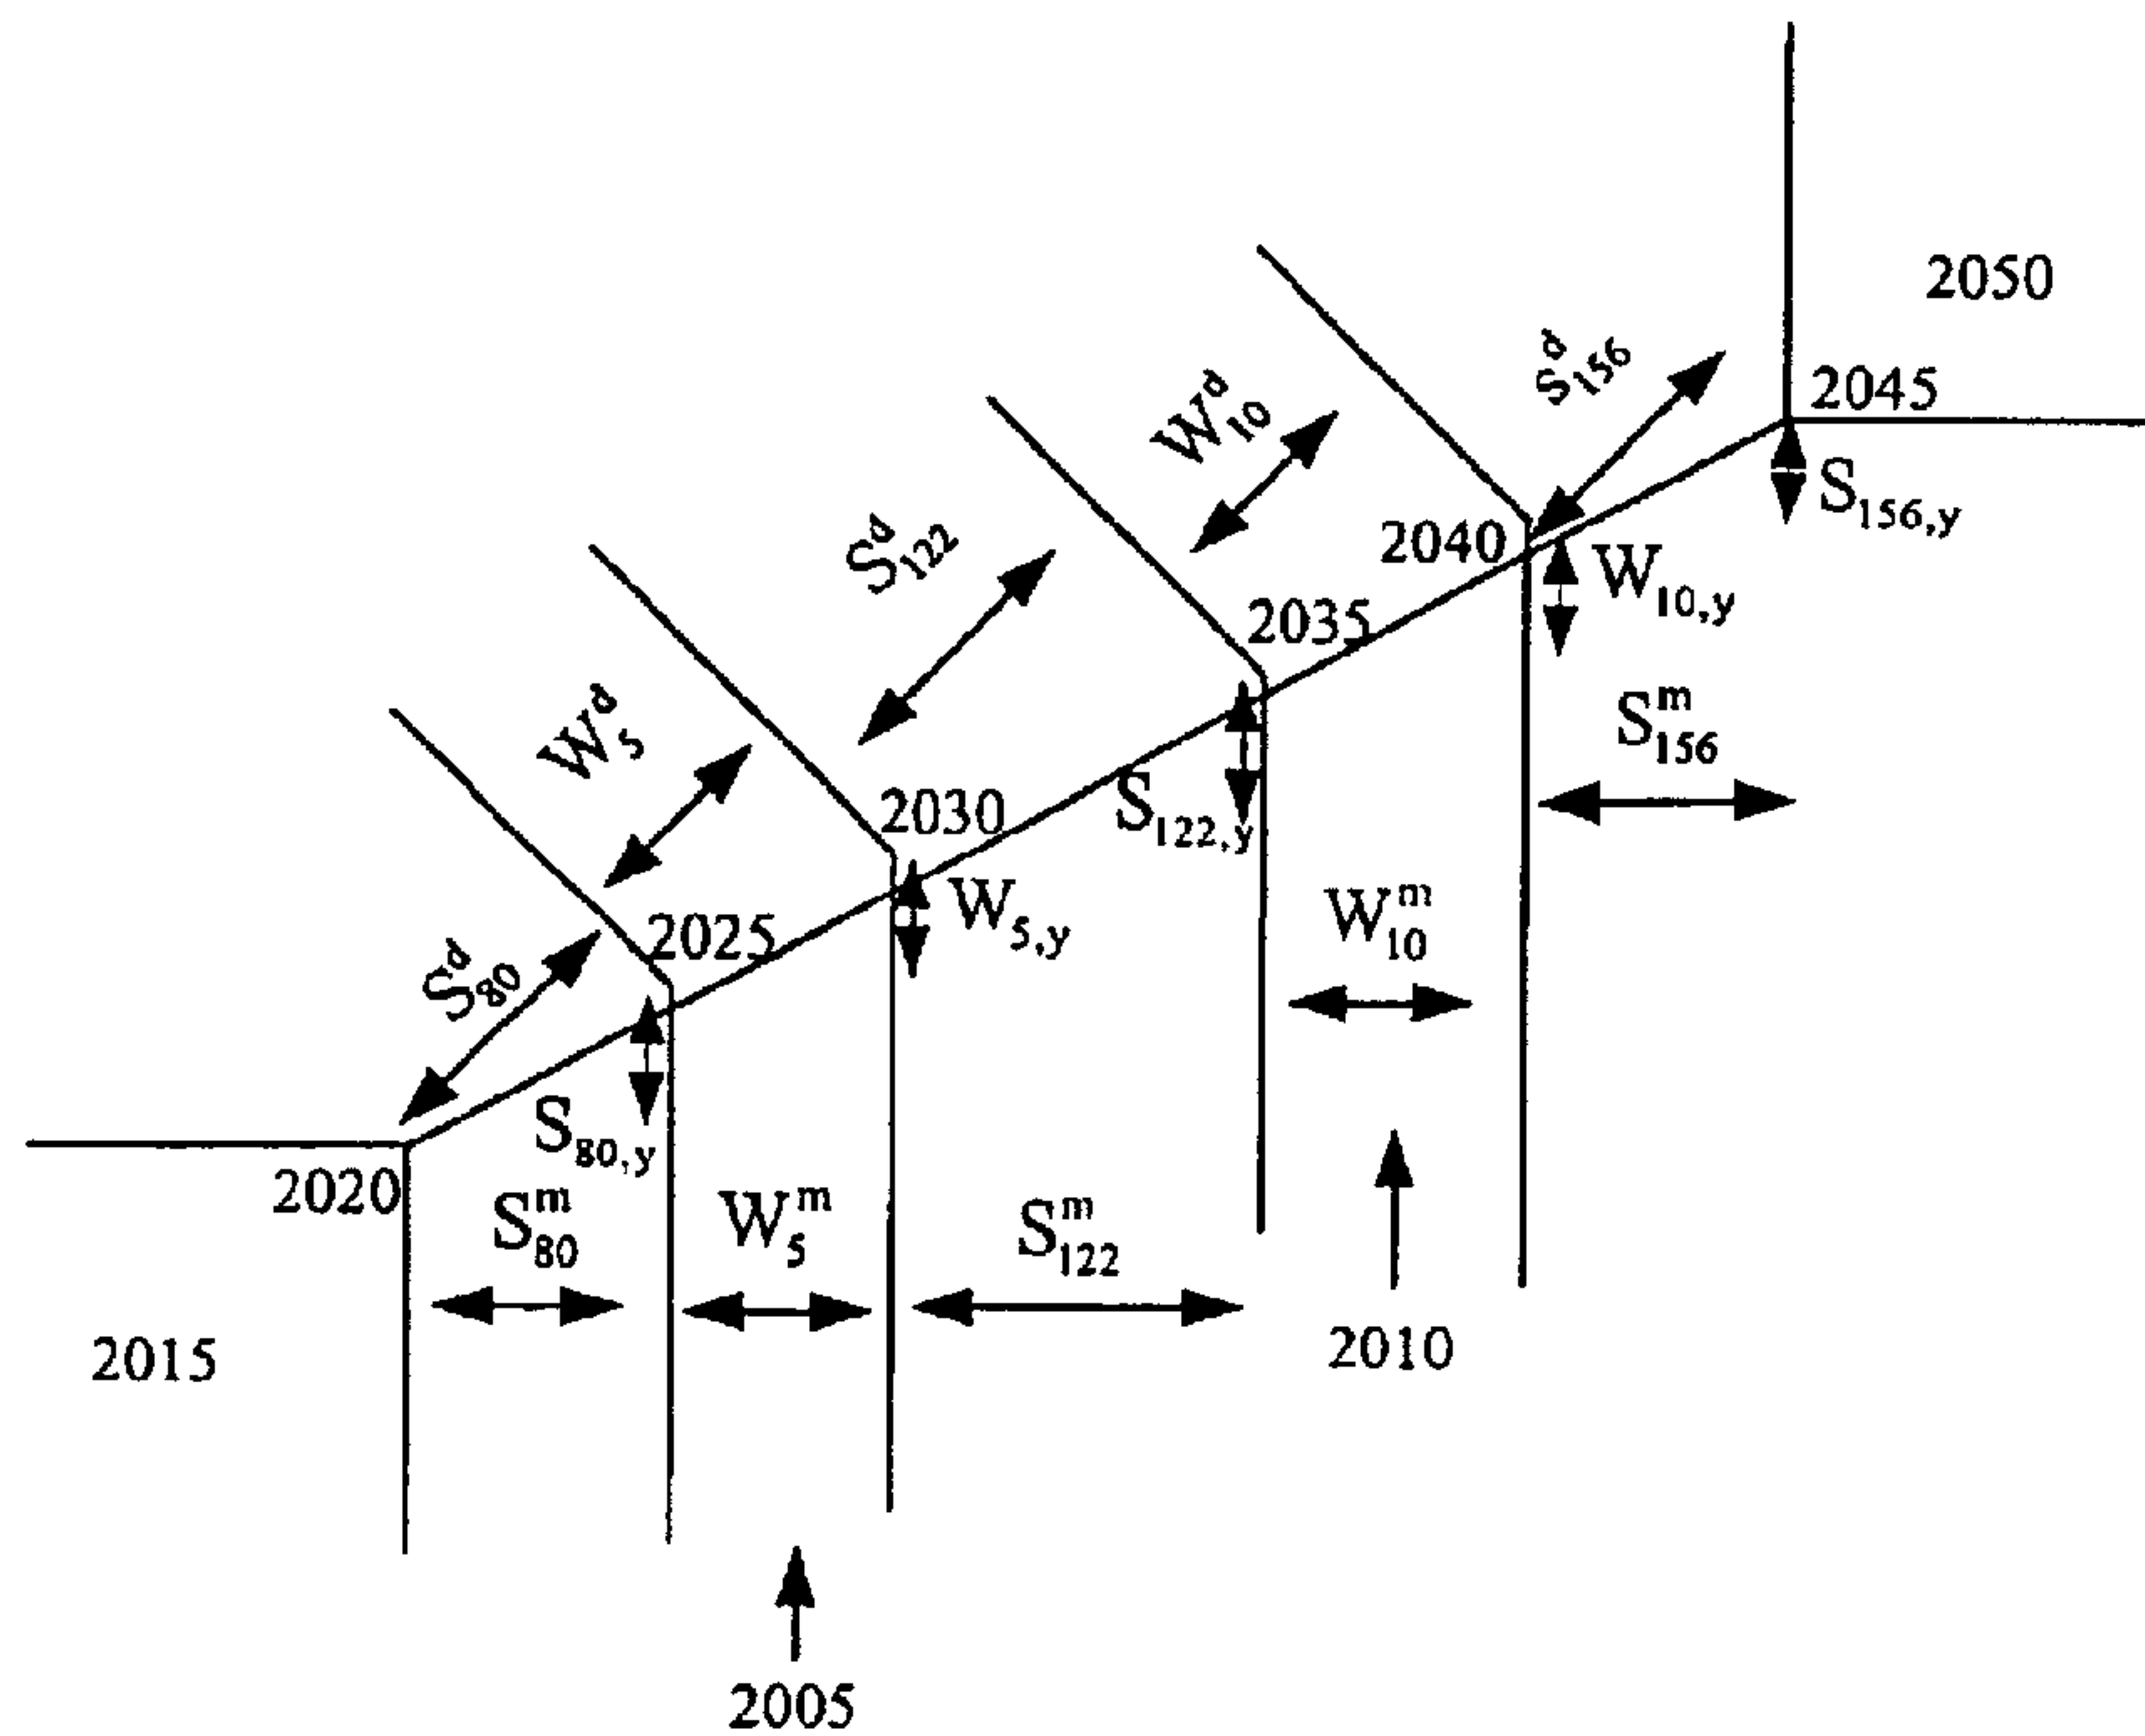 2050
S^d_156
2045
W^d_10
S_156,y
S^d_122
2040
W_10,y
2035
W^d_5
S^m_156
2030
S_122,y
W_5,y
W^m_10
2025
S^d_80
S_80,y
2020
S^m_80
W^m_5
S^m_122
2015
2010
2005